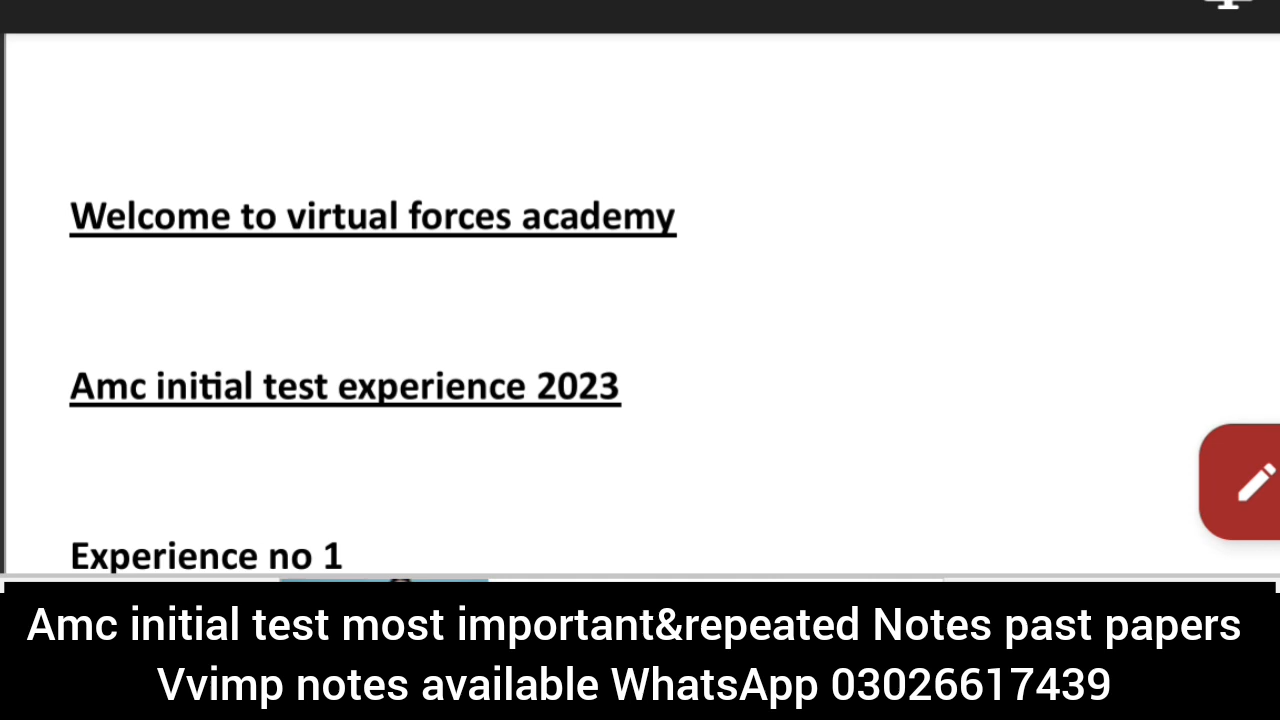 Welcome to virtual forces academy
Amc initial test experience 2023
Experience no 1
Amc initial test most important&repeated Notes past papers
Vvimp notes available WhatsApp 03026617439